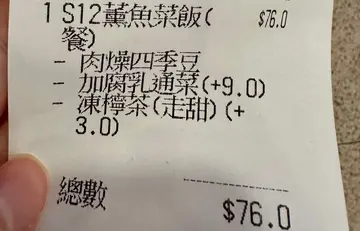 1 S12薰魚菜飯( $76.0
餐)
- 肉燥四季豆
- 加腐乳通菜(+9.0)
- 凍檸茶(走甜)(+
3.0)
總數 $76.0